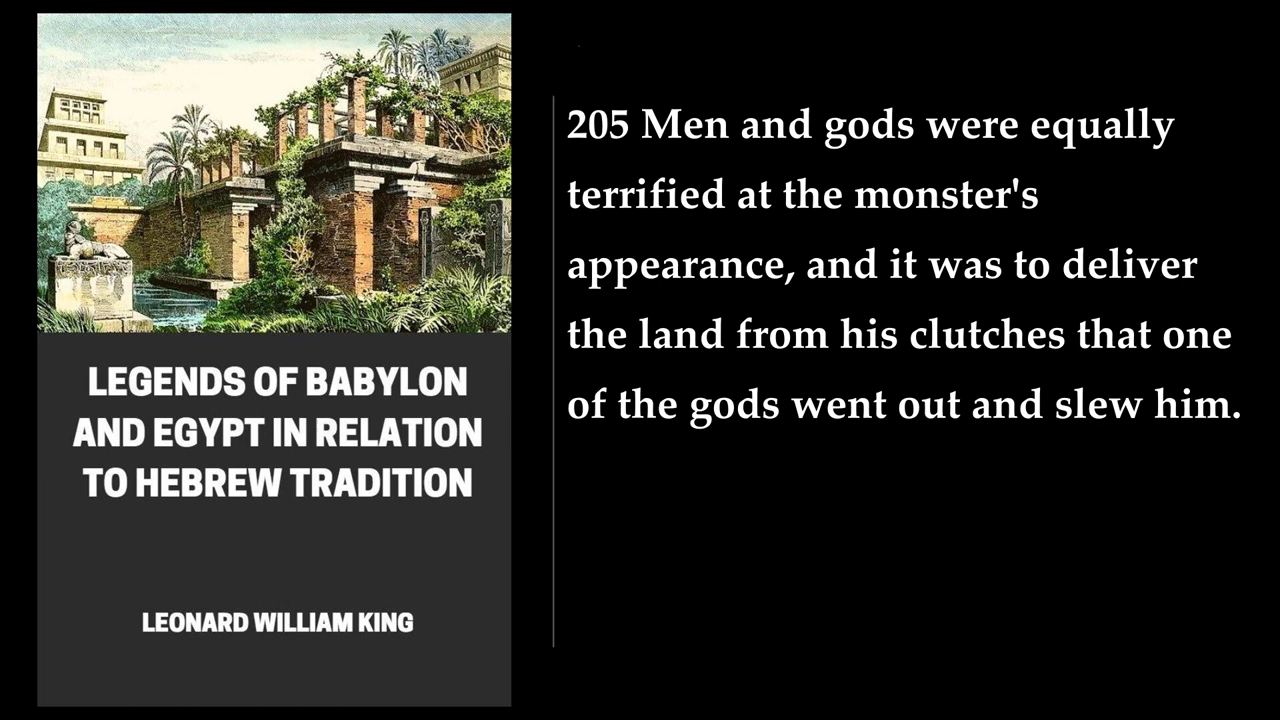 LEGENDS OF BABYLON
AND EGYPT IN RELATION
TO HEBREW TRADITION
LEONARD WILLIAM KING
205 Men and gods were equally
terrified at the monster's
appearance, and it was to deliver
the land from his clutches that one
of the gods went out and slew him.